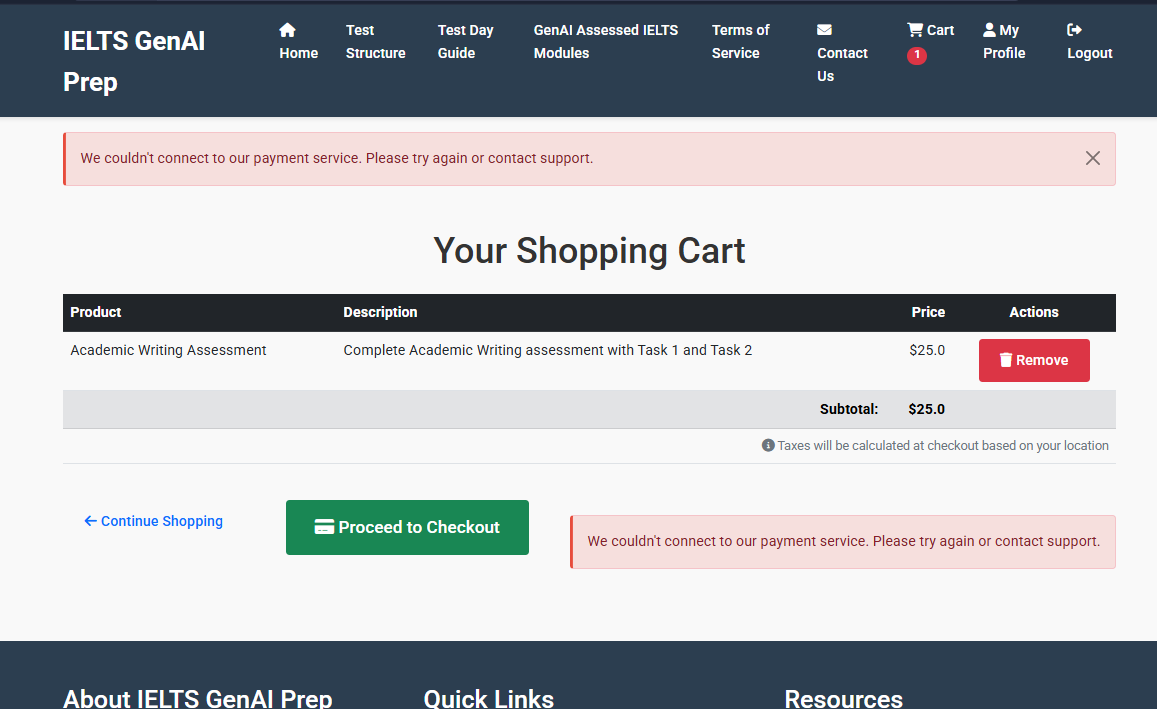 IELTS GenAI
Prep
Home
Test
Structure
Test Day
Guide
GenAI Assessed IELTS
Modules
Terms of
Service
Contact
Us
Cart
1
My
Profile
Logout
We couldn't connect to our payment service. Please try again or contact support.
Your Shopping Cart
Product Description Price Actions
Academic Writing Assessment Complete Academic Writing assessment with Task 1 and Task 2 $25.0 Remove
Subtotal: $25.0
Taxes will be calculated at checkout based on your location
Continue Shopping Proceed to Checkout We couldn't connect to our payment service. Please try again or contact support.
About IELTS GenAI Prep Quick Links Resources